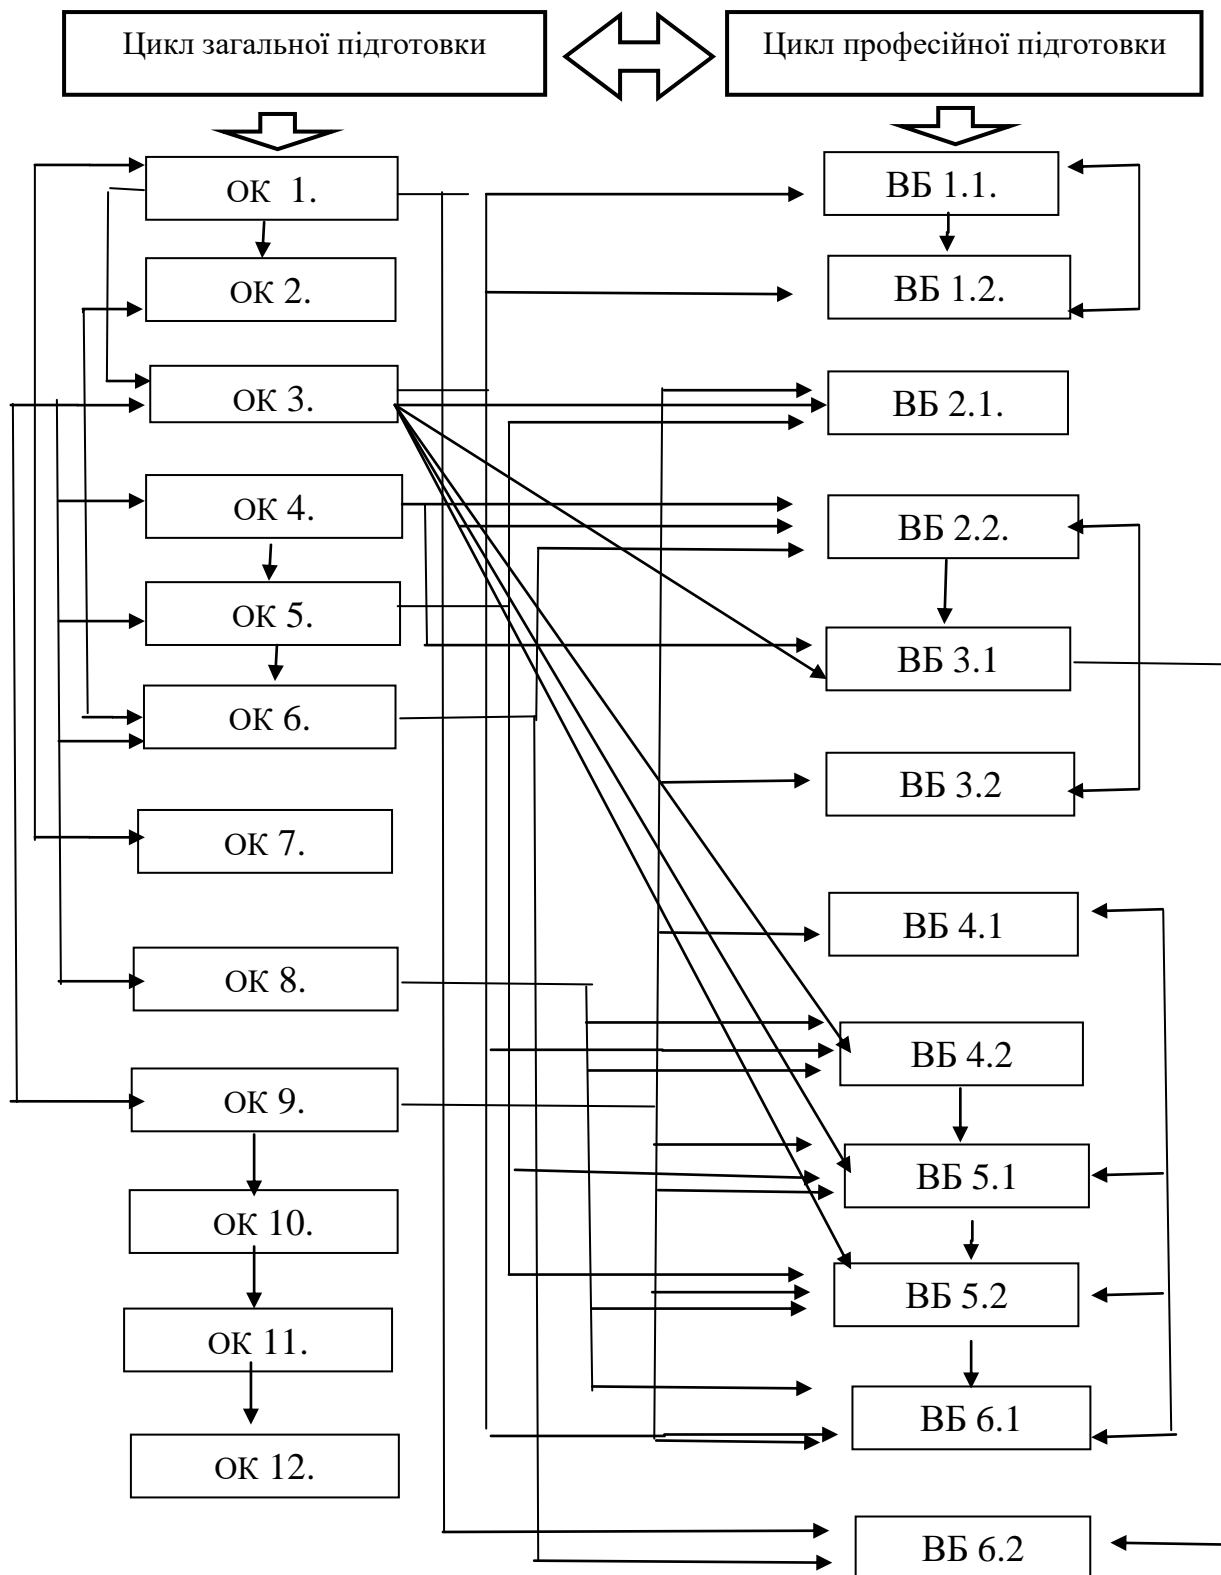 Цикл загальної підготовки
Цикл професійної підготовки
ОК 1.
ОК 2.
ОК 3.
ОК 4.
ОК 5.
ОК 6.
ОК 7.
ОК 8.
ОК 9.
ОК 10.
ОК 11.
ОК 12.
ВБ 1.1.
ВБ 1.2.
ВБ 2.1.
ВБ 2.2.
ВБ 3.1
ВБ 3.2
ВБ 4.1
ВБ 4.2
ВБ 5.1
ВБ 5.2
ВБ 6.1
ВБ 6.2